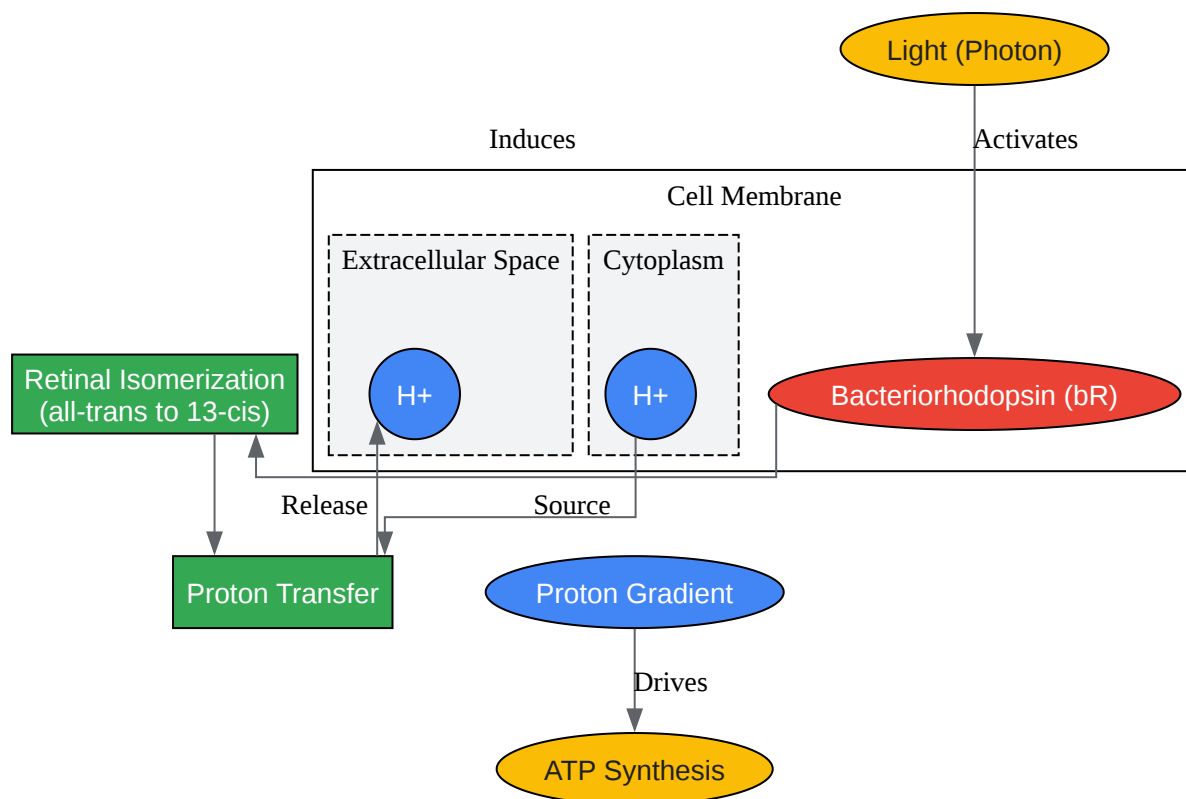 Light (Photon)
Induces
Activates
Cell Membrane
Extracellular Space
Cytoplasm
Retinal Isomerization
(all-trans to 13-cis)
H+
H+
Bacteriorhodopsin (bR)
Release
Source
Proton Transfer
Proton Gradient
Drives
ATP Synthesis